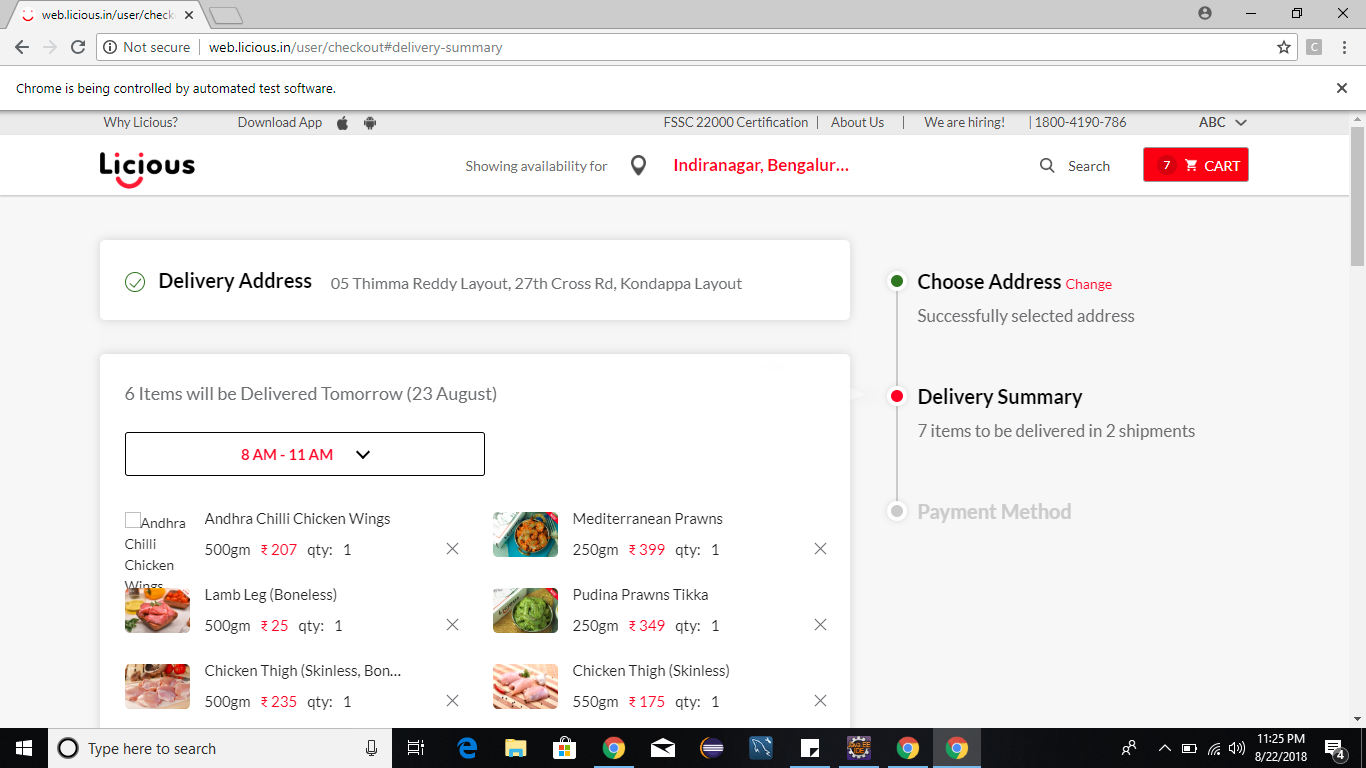 web.licious.in/user/check
Not secure web.licious.in/user/checkout#delivery-summary
Chrome is being controlled by automated test software.
Why Licious? Download App FSSC 22000 Certification | About Us | We are hiring! | 1800-4190-786 ABC
Licious Showing availability for Indiranagar, Bengalur... Search 7 CART
Delivery Address 05 Thimma Reddy Layout, 27th Cross Rd, Kondappa Layout
Choose Address Change
Successfully selected address
6 Items will be Delivered Tomorrow (23 August)
Delivery Summary
7 items to be delivered in 2 shipments
8 AM - 11 AM
Payment Method
Andhra
Chilli
Chicken
Wings
Andhra Chilli Chicken Wings
500gm ₹ 207 qty: 1
Mediterranean Prawns
250gm ₹ 399 qty: 1
Lamb Leg (Boneless)
500gm ₹ 25 qty: 1
Pudina Prawns Tikka
250gm ₹ 349 qty: 1
Chicken Thigh (Skinless, Bon...
500gm ₹ 235 qty: 1
Chicken Thigh (Skinless)
550gm ₹ 175 qty: 1
Type here to search
11:25 PM
8/22/2018
4